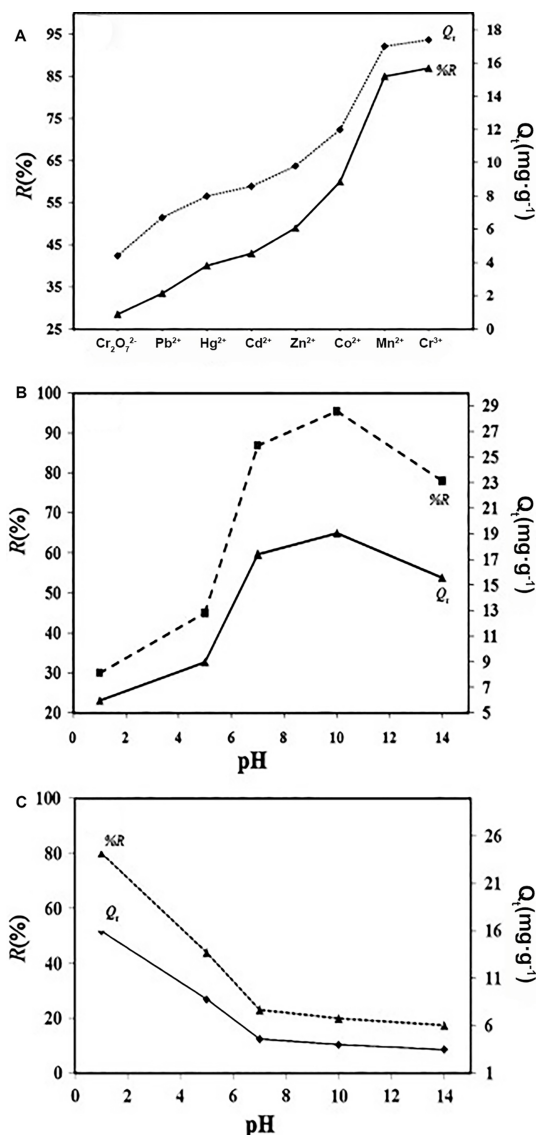 A
95
85
75
65
55
45
35
25
R(%)
18
16
14
12
10
8
6
4
2
0
Qt(mg·g-1)
Qt
%R
Cr2O7 2- Pb2+ Hg2+ Cd2+ Zn2+ Co2+ Mn2+ Cr3+
B
100
90
80
70
60
50
40
30
20
R(%)
29
27
25
23
21
19
17
15
13
11
9
7
5
Qt(mg·g-1)
%R
Qt
0 2 4 6 8 10 12 14
pH
C
100
80
60
40
20
0
R(%)
26
21
16
11
6
1
Qt(mg·g-1)
%R
Qt
0 2 4 6 8 10 12 14
pH